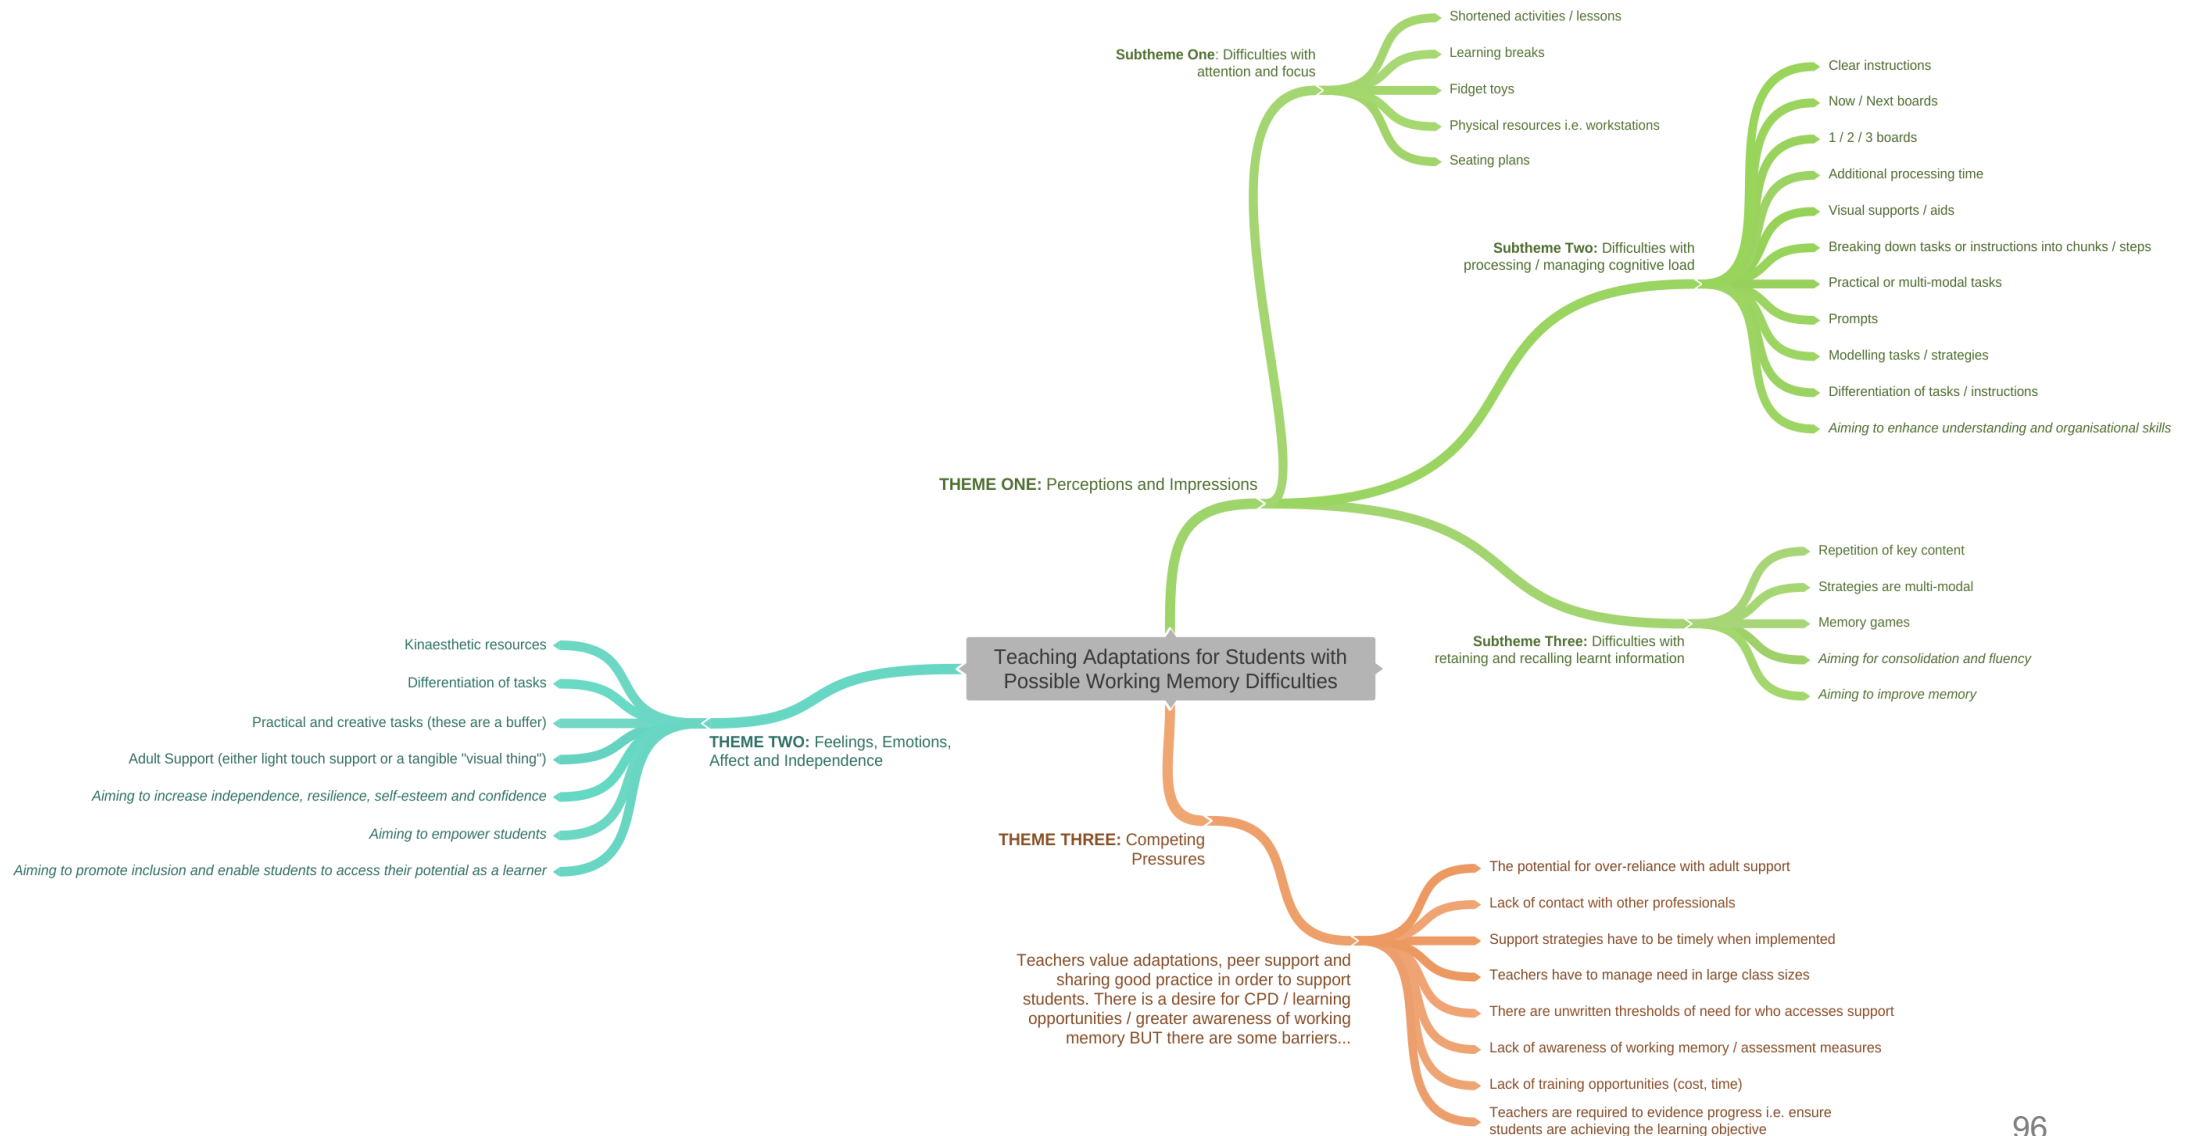 Shortened activities / lessons
Subtheme One: Difficulties with
attention and focus
Learning breaks
Fidget toys
Physical resources i.e. workstations
Seating plans
Subtheme Two: Difficulties with
processing / managing cognitive load
Clear instructions
Now / Next boards
1 / 2 / 3 boards
Additional processing time
Visual supports / aids
Breaking down tasks or instructions into chunks / steps
Practical or multi-modal tasks
Prompts
Modelling tasks / strategies
Differentiation of tasks / instructions
Aiming to enhance understanding and organisational skills
THEME ONE: Perceptions and Impressions
Subtheme Three: Difficulties with
retaining and recalling learnt information
Repetition of key content
Strategies are multi-modal
Memory games
Aiming for consolidation and fluency
Aiming to improve memory
Teaching Adaptations for Students with
Possible Working Memory Difficulties
THEME TWO: Feelings, Emotions,
Affect and Independence
Kinaesthetic resources
Differentiation of tasks
Practical and creative tasks (these are a buffer)
Adult Support (either light touch support or a tangible "visual thing")
Aiming to increase independence, resilience, self-esteem and confidence
Aiming to empower students
Aiming to promote inclusion and enable students to access their potential as a learner
THEME THREE: Competing
Pressures
Teachers value adaptations, peer support and
sharing good practice in order to support
students. There is a desire for CPD / learning
opportunities / greater awareness of working
memory BUT there are some barriers...
The potential for over-reliance with adult support
Lack of contact with other professionals
Support strategies have to be timely when implemented
Teachers have to manage need in large class sizes
There are unwritten thresholds of need for who accesses support
Lack of awareness of working memory / assessment measures
Lack of training opportunities (cost, time)
Teachers are required to evidence progress i.e. ensure
students are achieving the learning objective
96